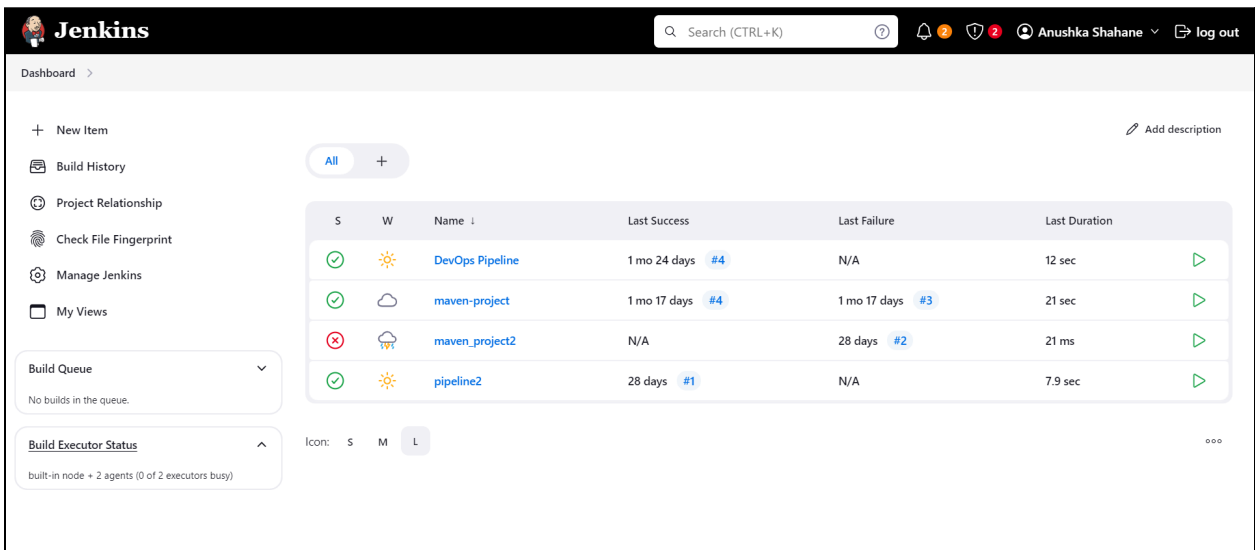 Jenkins
Search (CTRL+K) ? 2 2 Anushka Shahane log out
Dashboard
New Item
Build History
Project Relationship
Check File Fingerprint
Manage Jenkins
My Views
Build Queue
No builds in the queue.
Build Executor Status
built-in node + 2 agents (0 of 2 executors busy)
Add description
All +
S W Name ↓ Last Success Last Failure Last Duration
DevOps Pipeline 1 mo 24 days #4 N/A 12 sec
maven-project 1 mo 17 days #4 1 mo 17 days #3 21 sec
maven_project2 N/A 28 days #2 21 ms
pipeline2 28 days #1 N/A 7.9 sec
Icon: S M L